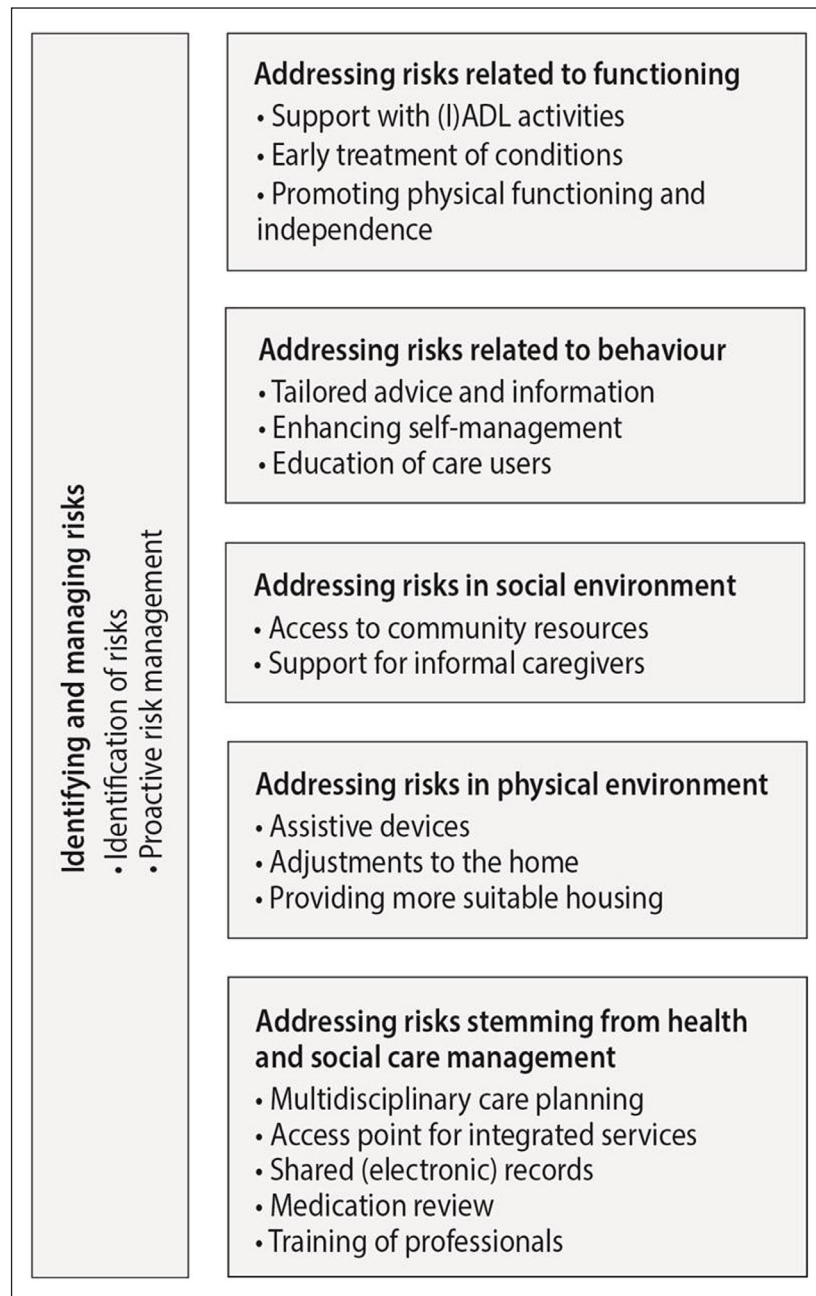 Identifying and managing risks
• Identification of risks
• Proactive risk management
Addressing risks related to functioning
• Support with (I)ADL activities
• Early treatment of conditions
• Promoting physical functioning and
independence
Addressing risks related to behaviour
• Tailored advice and information
• Enhancing self-management
• Education of care users
Addressing risks in social environment
• Access to community resources
• Support for informal caregivers
Addressing risks in physical environment
• Assistive devices
• Adjustments to the home
• Providing more suitable housing
Addressing risks stemming from health
and social care management
• Multidisciplinary care planning
• Access point for integrated services
• Shared (electronic) records
• Medication review
• Training of professionals